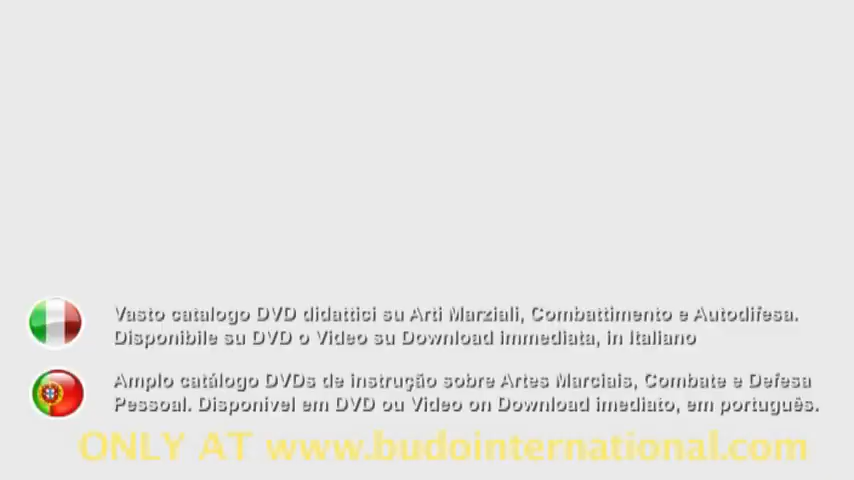 Vasto catalogo DVD didattici su Arti Marziali, Combattimento e Autodifesa.
Disponibile su DVD o Video su Download immediata, in Italiano
Amplo catálogo DVDs de instrução sobre Artes Marciais, Combate e Defesa
Pessoal. Disponivel em DVD ou Video on Download imediato, em português.
ONLY AT www.budointernational.com